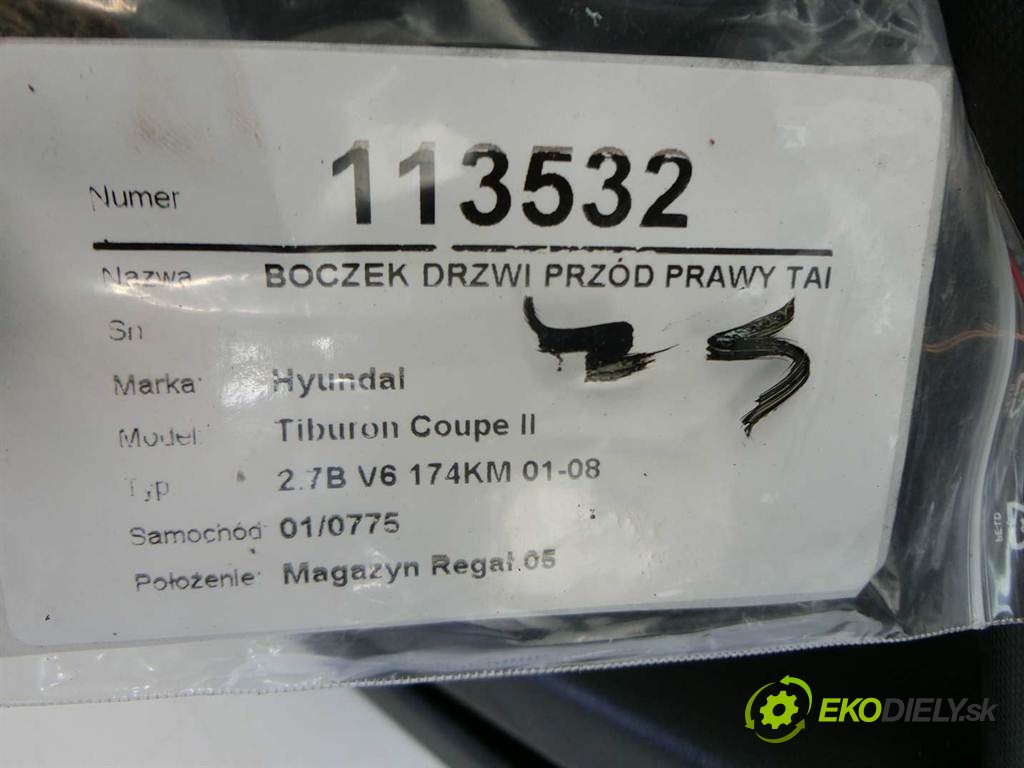 Numer 113532
Nazwa BOCZEK DRZWI PRZÓD PRAWY TAI
Sn
Marka: Hyundai
Model: Tiburon Coupe II
Typ 2.7B V6 174KM 01-08
Samochód 01/0775
Położenie: Magazyn Regał.05
EKODIELY.sk